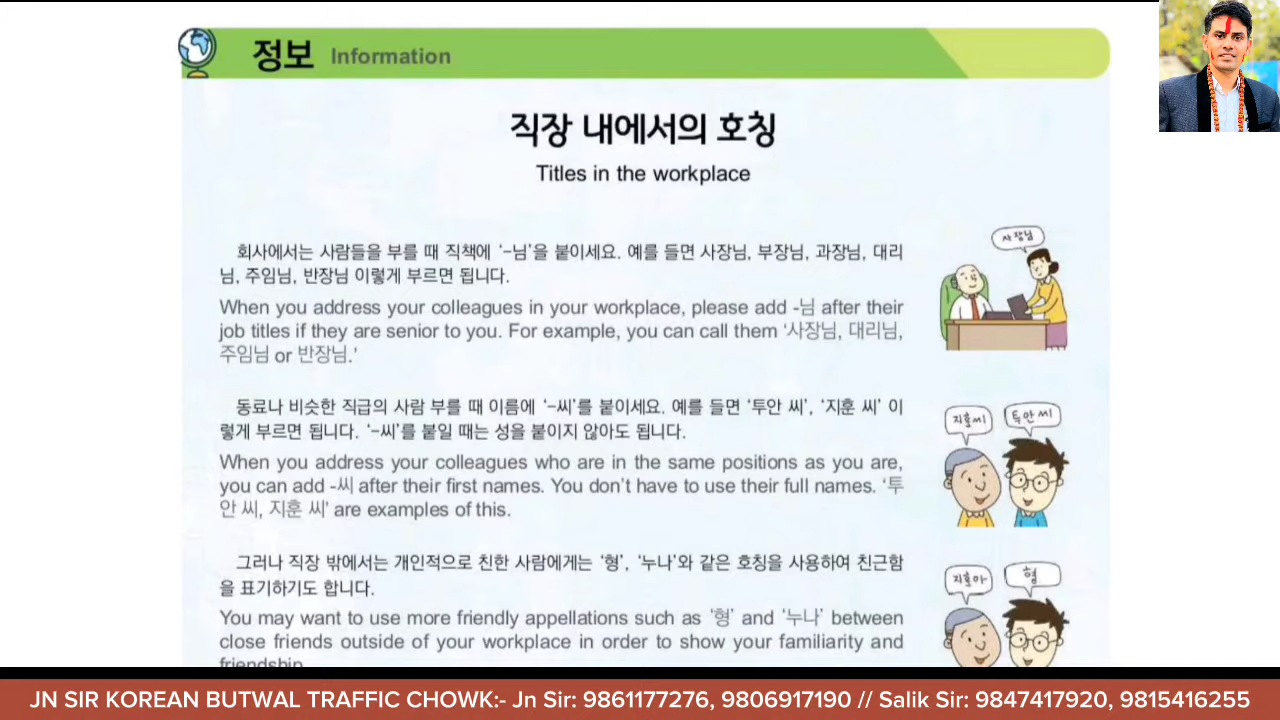 정보 Information
직장 내에서의 호칭
Titles in the workplace
회사에서는 사람들을 부를 때 직책에 '-님'을 붙이세요. 예를 들면 사장님, 부장님, 과장님, 대리
님, 주임님, 반장님 이렇게 부르면 됩니다.
When you address your colleagues in your workplace, please add -님 after their
job titles if they are senior to you. For example, you can call them '사장님, 대리님,
주임님 or 반장님.'
사장님
동료나 비슷한 직급의 사람 부를 때 이름에 '-씨'를 붙이세요. 예를 들면 '투안 씨', '지훈 씨' 이
렇게 부르면 됩니다. '-씨'를 붙일 때는 성을 붙이지 않아도 됩니다.
When you address your colleagues who are in the same positions as you are,
you can add -씨 after their first names. You don't have to use their full names. '투
안 씨, 지훈 씨' are examples of this.
지훈씨
투안 씨
그러나 직장 밖에서는 개인적으로 친한 사람에게는 '형', '누나'와 같은 호칭을 사용하여 친근함
을 표기하기도 합니다.
You may want to use more friendly appellations such as '형' and '누나' between
close friends outside of your workplace in order to show your familiarity and
friendship.
지훈아
형
JN SIR KOREAN BUTWAL TRAFFIC CHOWK:- Jn Sir: 9861177276, 9806917190 // Salik Sir: 9847417920, 9815416255